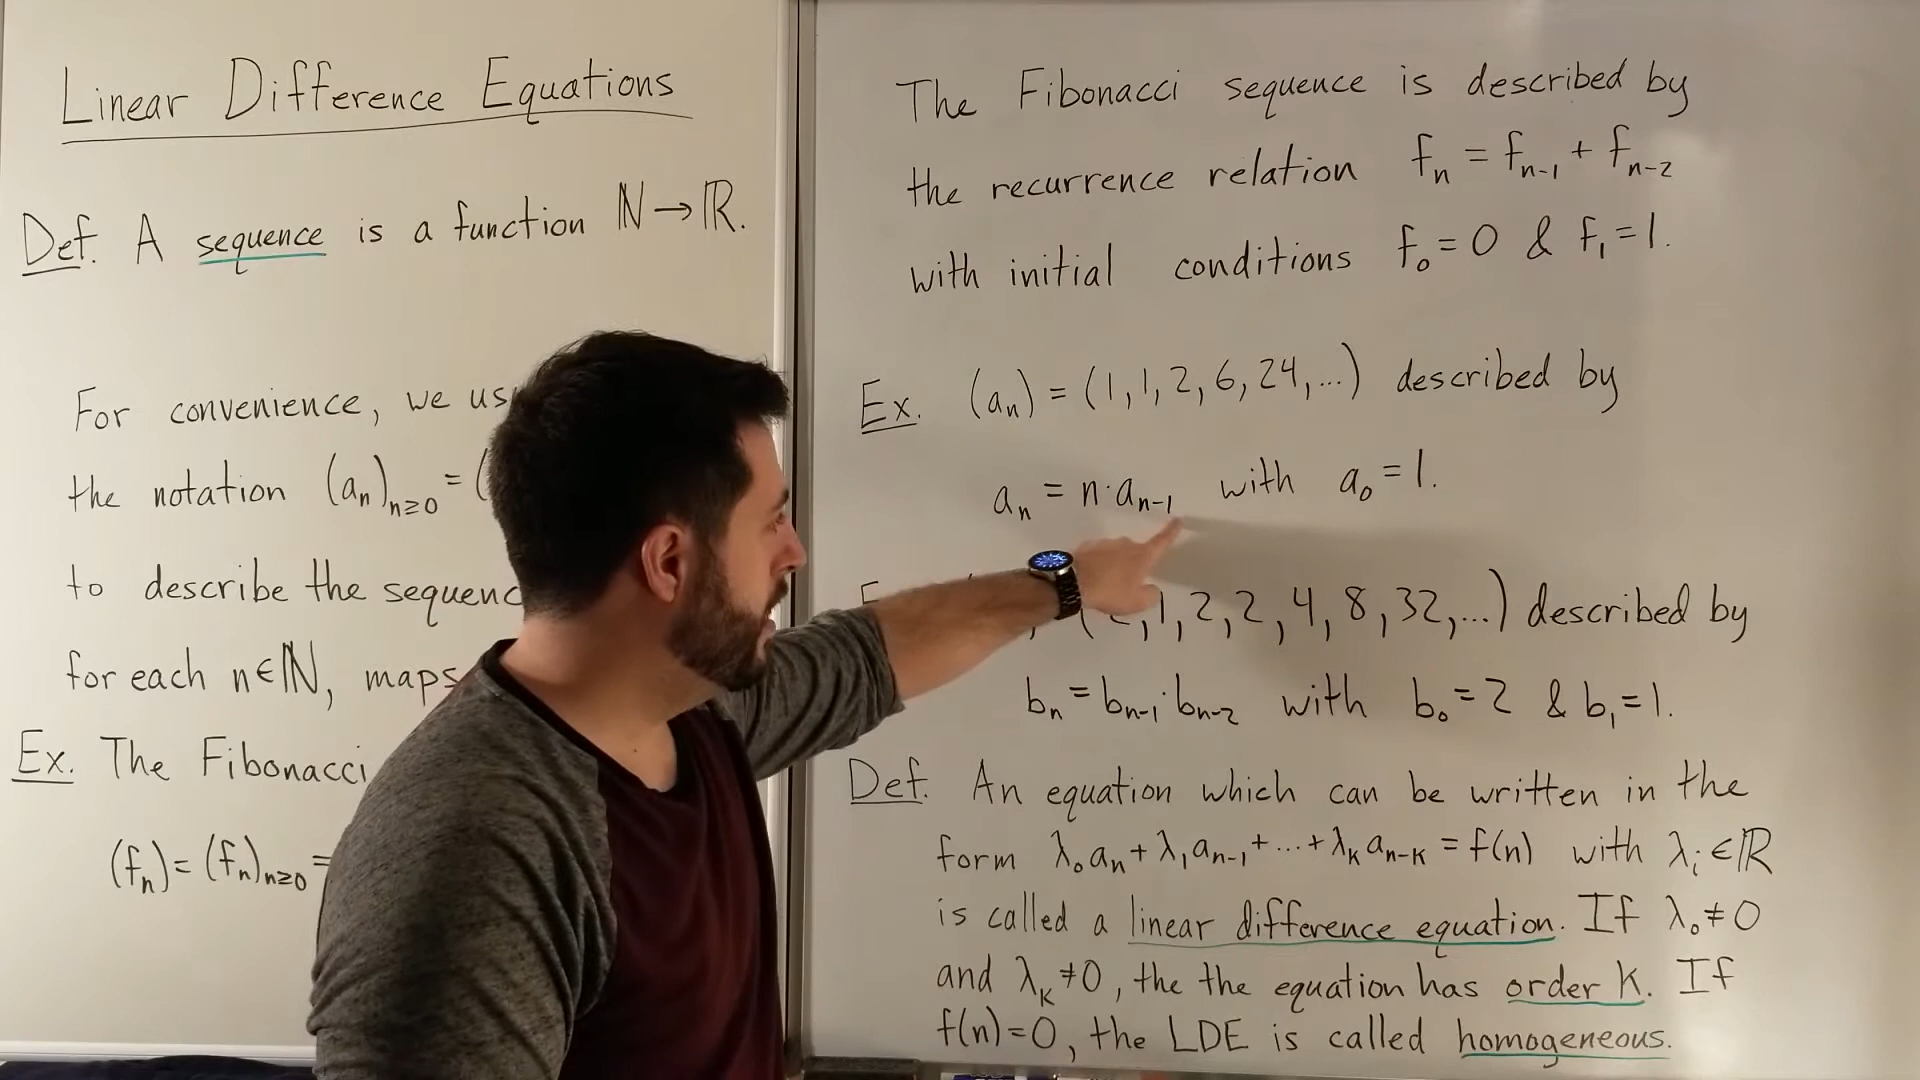 Linear Difference Equations
Def. A sequence is a function ℕ→ℝ.
For convenience, we us
the notation (aₙ)ₙ≥₀ = (
to describe the sequenc
for each n∈ℕ, maps
Ex. The Fibonacci
(fₙ) = (fₙ)ₙ≥₀ =
The Fibonacci sequence is described by
the recurrence relation fₙ = fₙ₋₁ + fₙ₋₂
with initial conditions f₀ = 0 & f₁ = 1.
Ex. (aₙ) = (1, 1, 2, 6, 24, ...) described by
aₙ = n·aₙ₋₁ with a₀ = 1.
,1, 2, 2, 4, 8, 32, ...) described by
bₙ = bₙ₋₁·bₙ₋₂ with b₀ = 2 & b₁ = 1.
Def. An equation which can be written in the
form λ₀aₙ + λ₁aₙ₋₁ + ... + λₖaₙ₋ₖ = f(n) with λᵢ∈ℝ
is called a linear difference equation. If λ₀ ≠ 0
and λₖ ≠ 0, the the equation has order k. If
f(n) = 0, the LDE is called homogeneous.